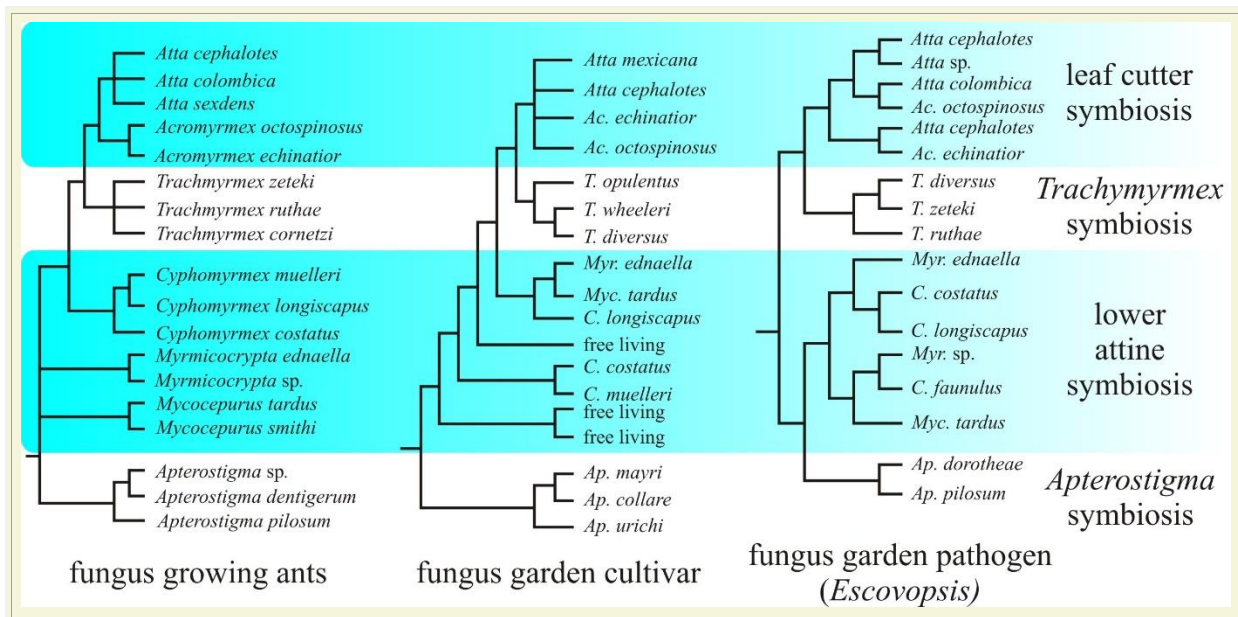 Atta cephalotes
Atta colombica
Atta sexdens
Acromyrmex octospinosus
Acromyrmex echinatior
Trachmyrmex zeteki
Trachmyrmex ruthae
Trachmyrmex cornetzi
Cyphomyrmex muelleri
Cyphomyrmex longiscapus
Cyphomyrmex costatus
Myrmicocrypta ednaella
Myrmicocrypta sp.
Mycocepurus tardus
Mycocepurus smithi
Apterostigma sp.
Apterostigma dentigerum
Apterostigma pilosum
fungus growing ants
Atta mexicana
Atta cephalotes
Ac. echinatior
Ac. octospinosus
T. opulentus
T. wheeleri
T. diversus
Myr. ednaella
Myc. tardus
C. longiscapus
free living
C. costatus
C. muelleri
free living
free living
Ap. mayri
Ap. collare
Ap. urichi
fungus garden cultivar
Atta cephalotes
Atta sp.
Atta colombica
Ac. octospinosus
Atta cephalotes
Ac. echinatior
T. diversus
T. zeteki
T. ruthae
Myr. ednaella
C. costatus
C. longiscapus
Myr. sp.
C. faunulus
Myc. tardus
Ap. dorotheae
Ap. pilosum
fungus garden pathogen
(Escovopsis)
leaf cutter
symbiosis
Trachymyrmex
symbiosis
lower
attine
symbiosis
Apterostigma
symbiosis